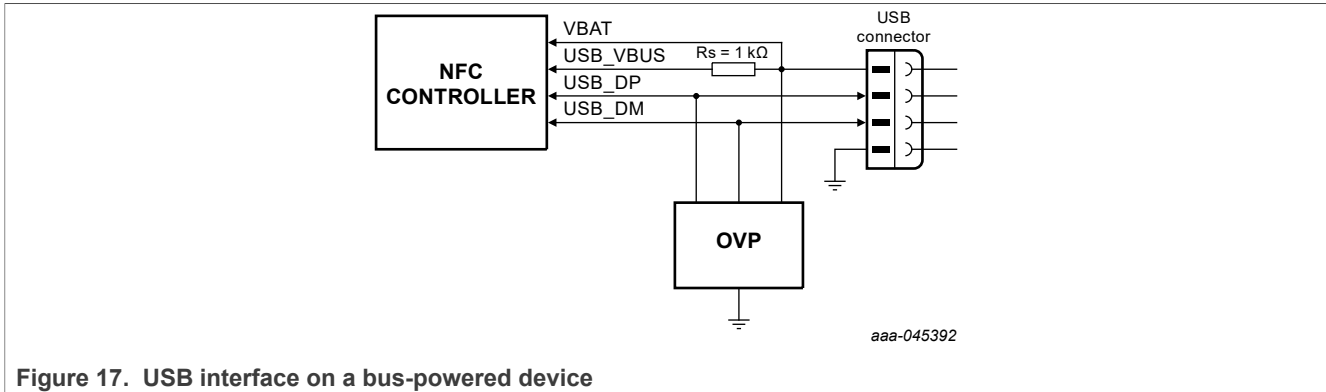 USB
connector
VBAT
USB_VBUS
Rs = 1 kΩ
USB_DP
USB_DM
NFC
CONTROLLER
OVP
aaa-045392
Figure 17. USB interface on a bus-powered device